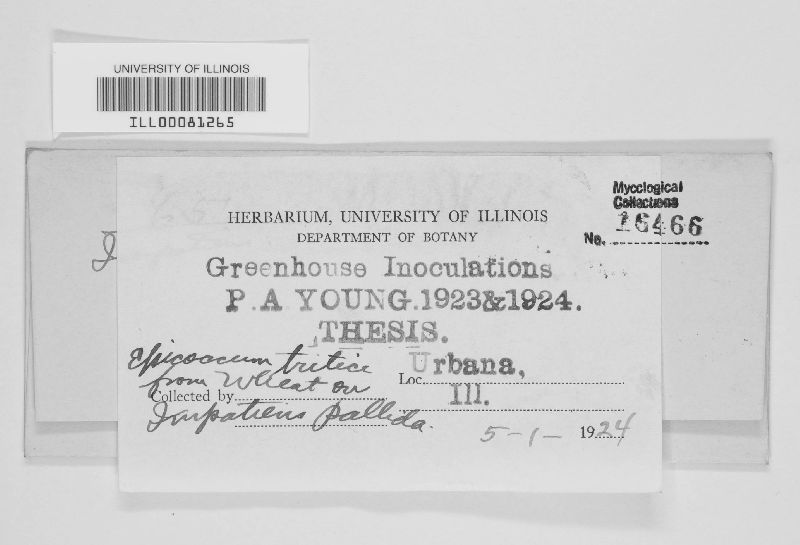 UNIVERSITY OF ILLINOIS
ILL00081265
Mycological
Collections
No. 16466
HERBARIUM, UNIVERSITY OF ILLINOIS
DEPARTMENT OF BOTANY
Greenhouse Inoculations
P.A YOUNG.1923&1924.
THESIS.
Epicoccum tritici
from Wheat on
Impatiens Pallida.
Collected by
Loc. Urbana,
Ill.
5-1- 1924